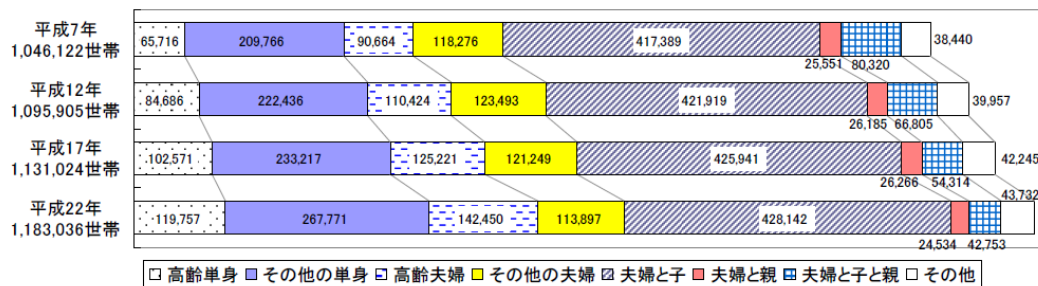 平成7年
1,046,122世帯
65,716 209,766 90,664 118,276 417,389 25,551 80,320 38,440
平成12年
1,095,905世帯
84,686 222,436 110,424 123,493 421,919 26,185 66,805 39,957
平成17年
1,131,024世帯
102,571 233,217 125,221 121,249 425,941 26,266 54,314 42,245
平成22年
1,183,036世帯
119,757 267,771 142,450 113,897 428,142 24,534 42,753 43,732
高齢単身 その他の単身 高齢夫婦 その他の夫婦 夫婦と子 夫婦と親 夫婦と子と親 その他